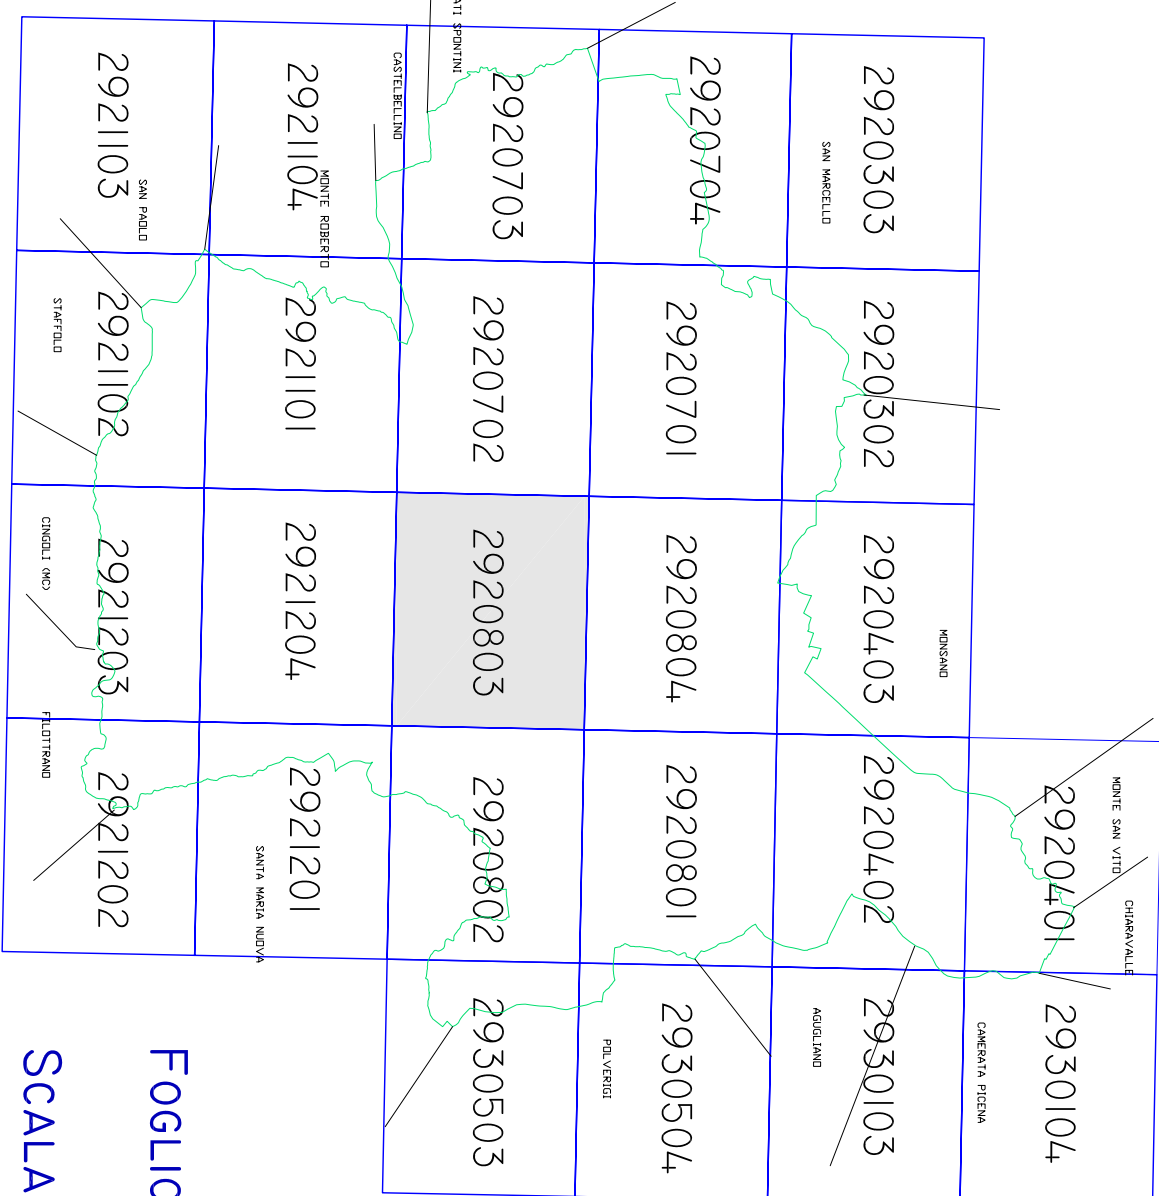 CHIARAVALLE
MONTE SAN VITO
2920401 2930104
CAMERATA PICENA
MONSANO
2920303 2920302 2920403 2920402 2930103
SAN MARCELLO
AGUGLIANO
2920704 2920701 2920804 2920801 2930504
POLVERIGI
2920703 2920702 2920803 2920802 2930503
ATI SPONTINI
CASTELBELLINO
MONTE ROBERTO
2921104 2921101 2921204 2921201
SANTA MARIA NUOVA
SAN PAOLO
2921103 2921102 2921203 2921202
STAFFOLO
CINGOLI (MC)
FILOTTRANO
SCALA